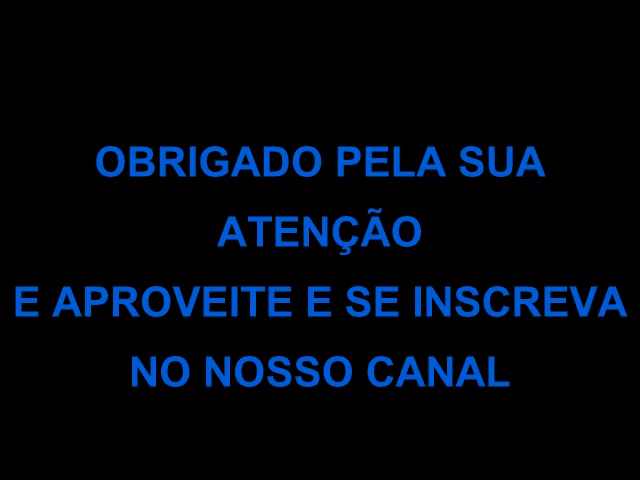 OBRIGADO PELA SUA
ATENÇÃO
E APROVEITE E SE INSCREVA
NO NOSSO CANAL